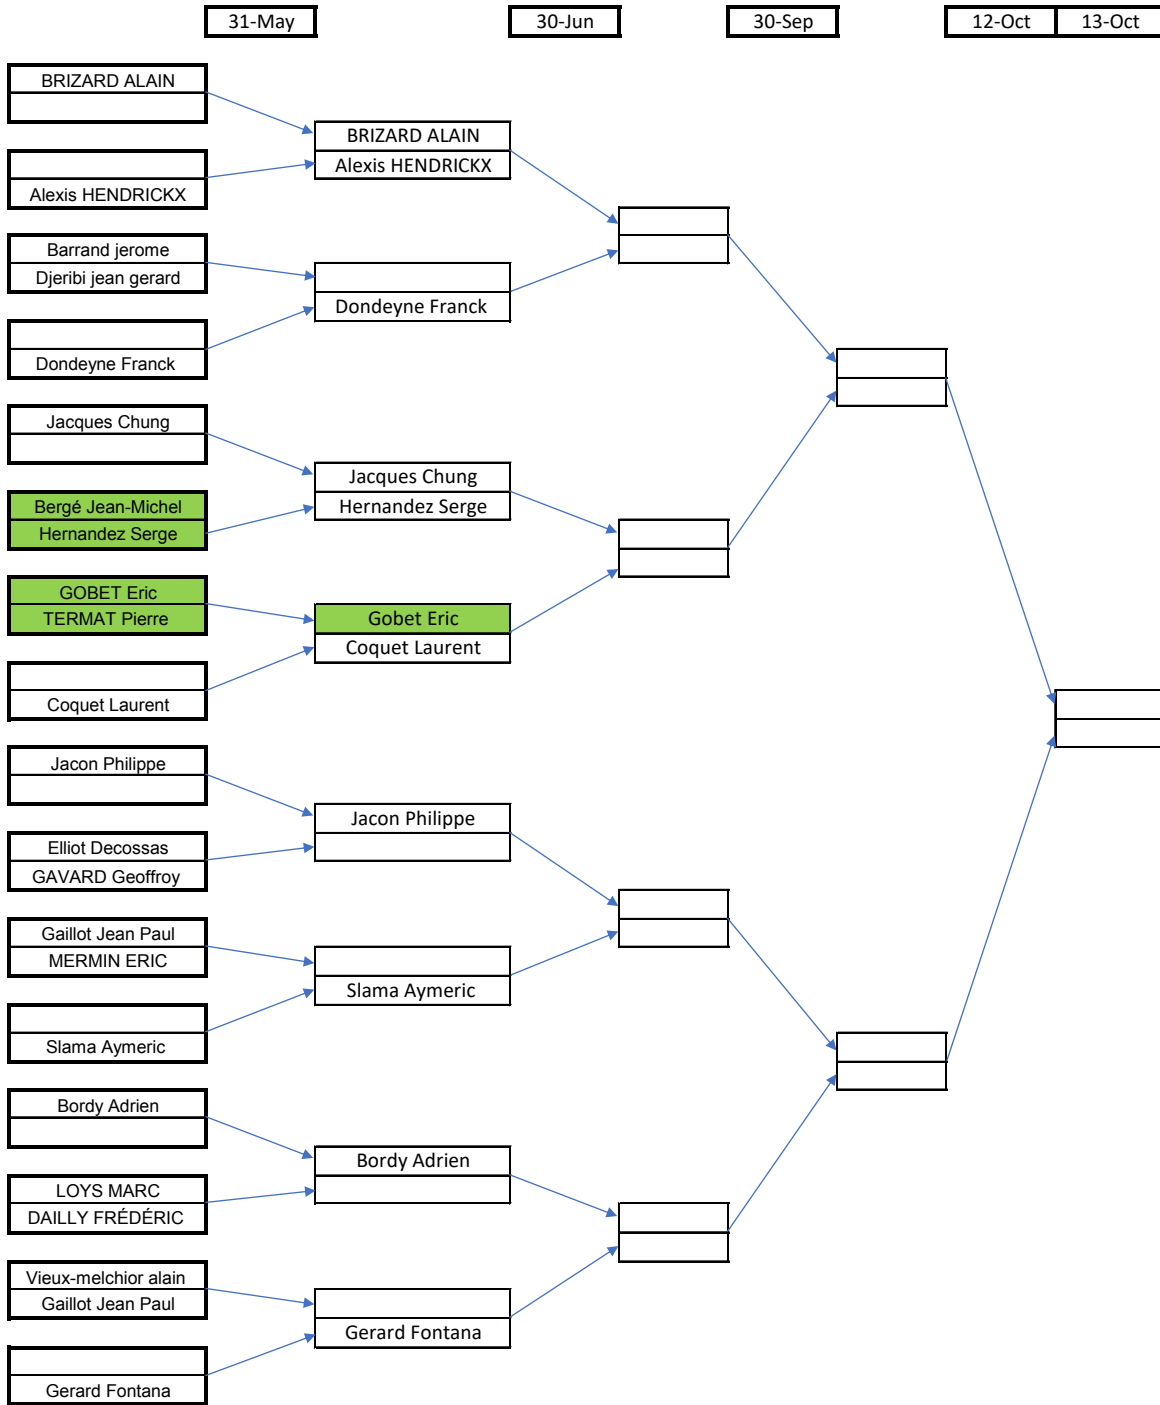 31-May
30-Jun
30-Sep
12-Oct
13-Oct
BRIZARD ALAIN
BRIZARD ALAIN
Alexis HENDRICKX
Alexis HENDRICKX
Barrand jerome
Djeribi jean gerard
Dondeyne Franck
Dondeyne Franck
Jacques Chung
Jacques Chung
Bergé Jean-Michel
Hernandez Serge
Hernandez Serge
GOBET Eric
TERMAT Pierre
Gobet Eric
Coquet Laurent
Coquet Laurent
Jacon Philippe
Jacon Philippe
Elliot Decossas
GAVARD Geoffroy
Gaillot Jean Paul
MERMIN ERIC
Slama Aymeric
Slama Aymeric
Bordy Adrien
Bordy Adrien
LOYS MARC
DAILLY FRÉDÉRIC
Vieux-melchior alain
Gaillot Jean Paul
Gerard Fontana
Gerard Fontana